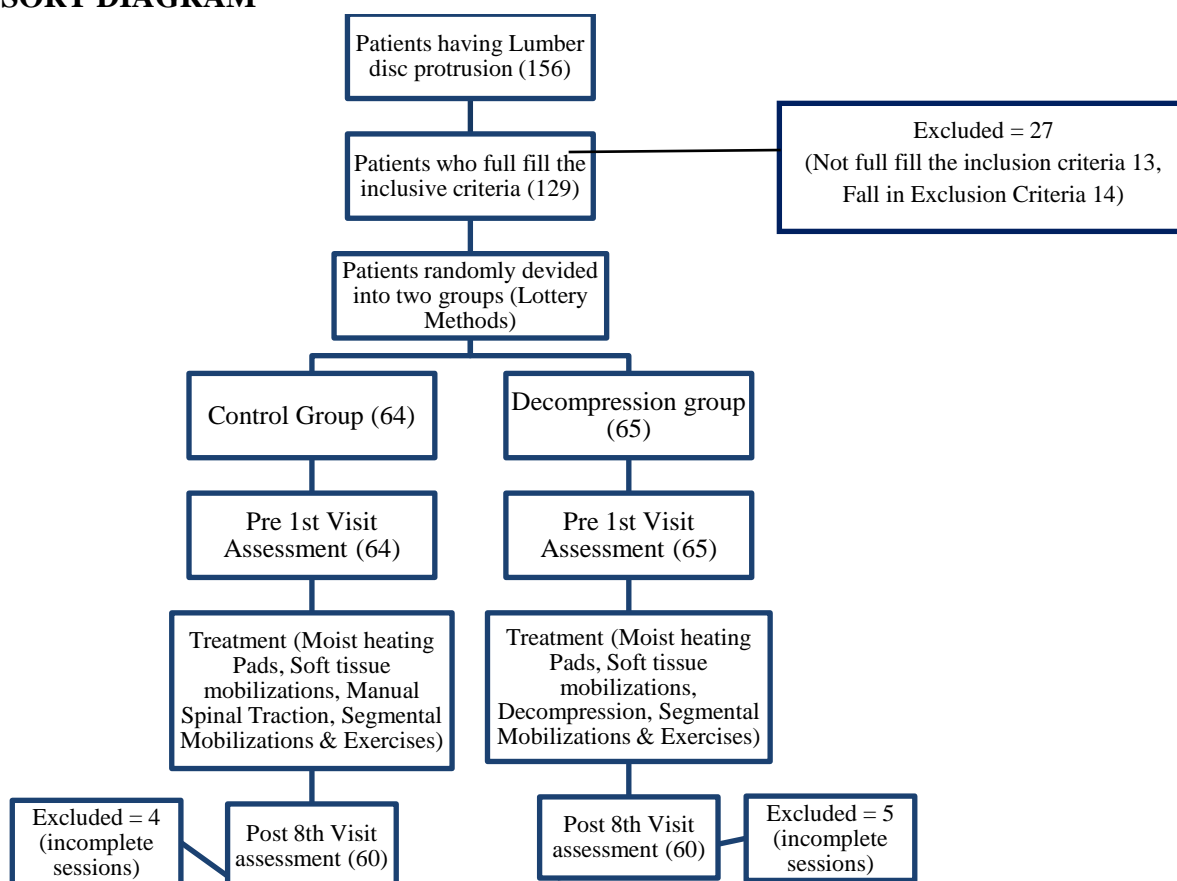 SORT DIAGRAM
Patients having Lumber
disc protrusion (156)
Excluded = 27
(Not full fill the inclusion criteria 13,
Fall in Exclusion Criteria 14)
Patients who full fill the
inclusive criteria (129)
Patients randomly devided
into two groups (Lottery
Methods)
Control Group (64)
Decompression group
(65)
Pre 1st Visit
Assessment (64)
Pre 1st Visit
Assessment (65)
Treatment (Moist heating
Pads, Soft tissue
mobilizations, Manual
Spinal Traction, Segmental
Mobilizations & Exercises)
Treatment (Moist heating
Pads, Soft tissue
mobilizations,
Decompression, Segmental
Mobilizations & Exercises)
Excluded = 4
(incomplete
sessions)
Post 8th Visit
assessment (60)
Post 8th Visit
assessment (60)
Excluded = 5
(incomplete
sessions)